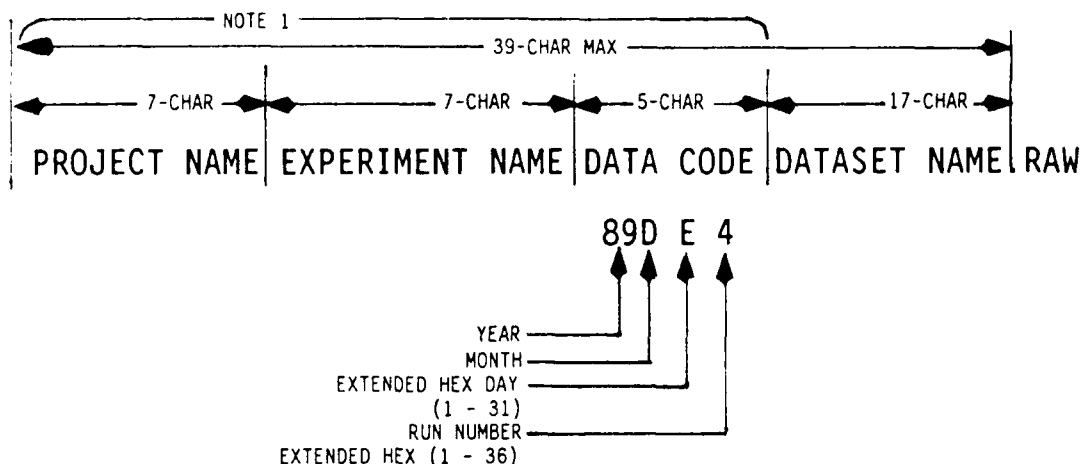 NOTE 1
39-CHAR MAX
7-CHAR 7-CHAR 5-CHAR 17-CHAR
PROJECT NAME EXPERIMENT NAME DATA CODE DATASET NAME.RAW
89D E 4
YEAR
MONTH
EXTENDED HEX DAY
(1 - 31)
RUN NUMBER
EXTENDED HEX (1 - 36)